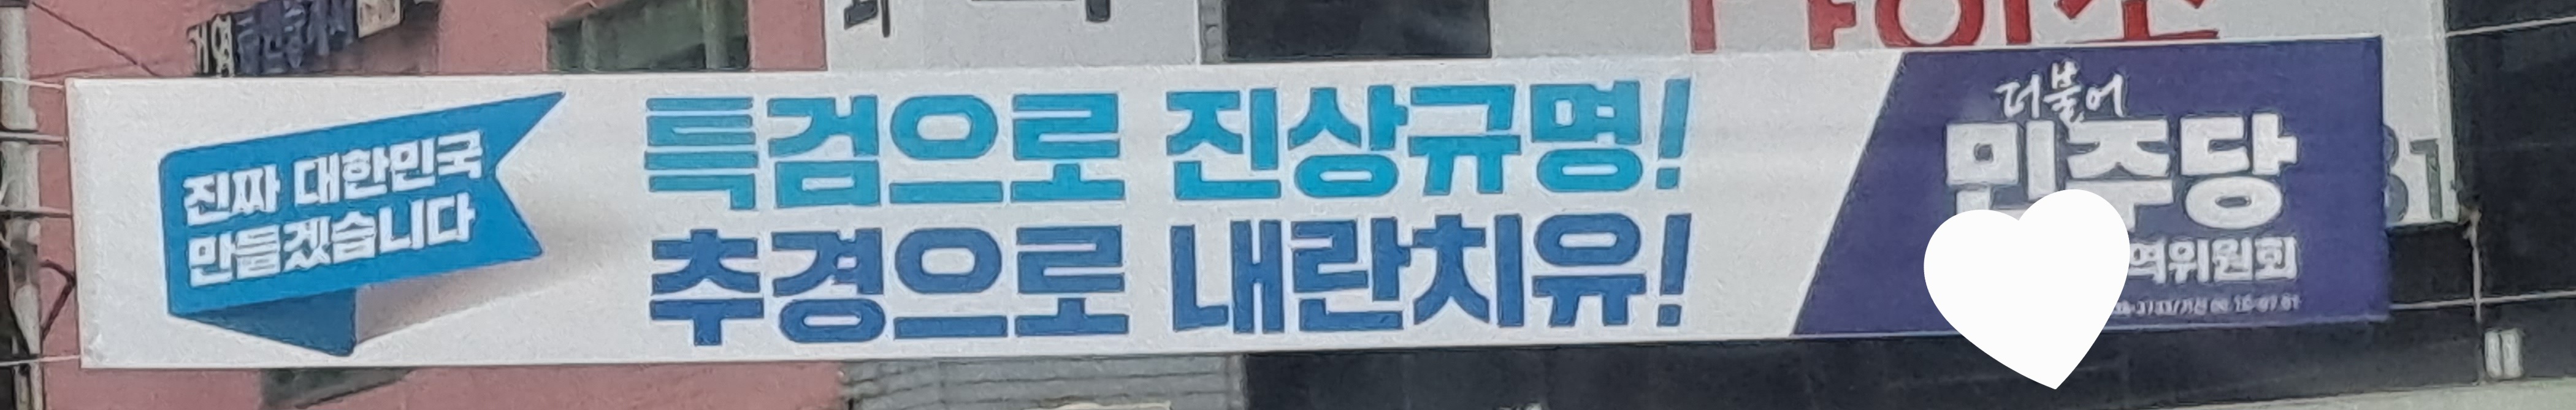 진짜 대한민국
만들겠습니다
특검으로 진상규명!
추경으로 내란치유!
더불어
민주당
역위원회